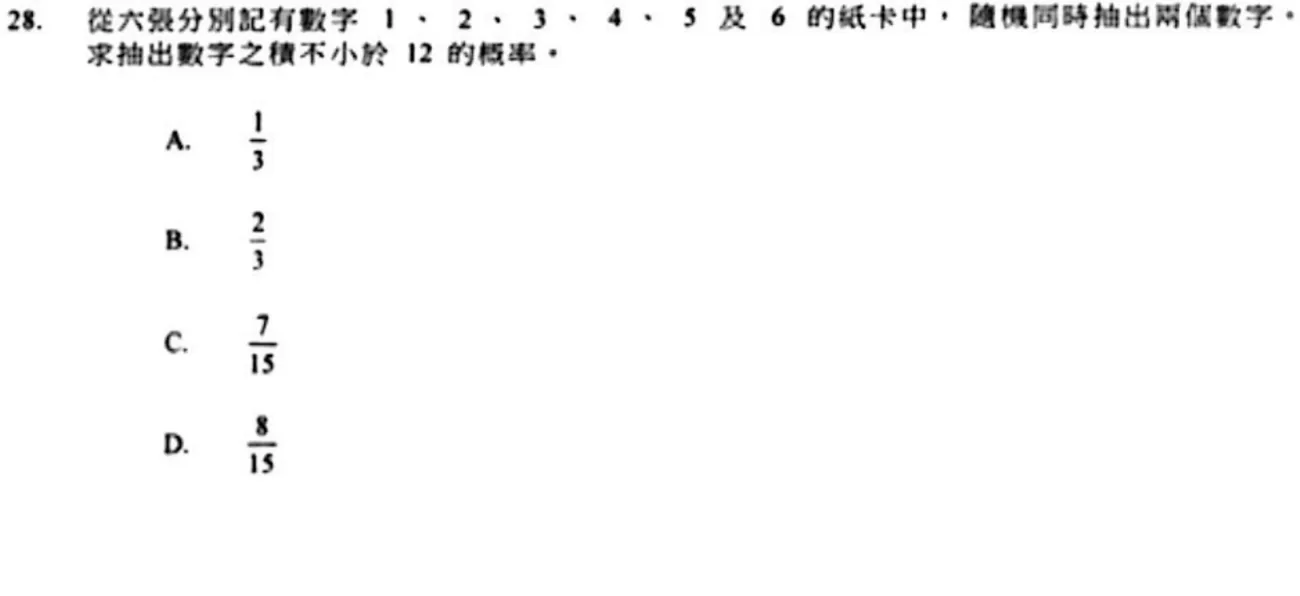 28. 從六張分別記有數字 1、2、3、4、5 及 6 的紙卡中，隨機同時抽出兩個數字。
求抽出數字之積不小於 12 的概率。
A. 1/3
B. 2/3
C. 7/15
D. 8/15